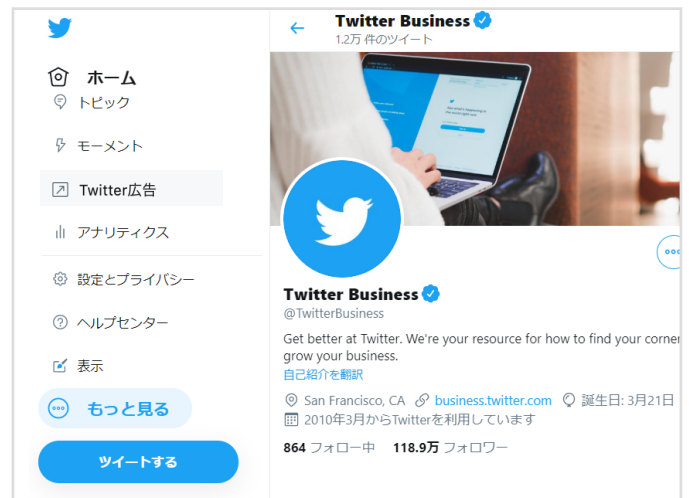 ホーム
トピック
モーメント
Twitter広告
アナリティクス
設定とプライバシー
ヘルプセンター
表示
もっと見る
ツイートする
Twitter Business
1.2万 件のツイート
Twitter Business
@TwitterBusiness
Get better at Twitter. We're your resource for how to find your corner
grow your business.
自己紹介を翻訳
San Francisco, CA business.twitter.com 誕生日: 3月21日
2010年3月からTwitterを利用しています
864 フォロー中 118.9万 フォロワー